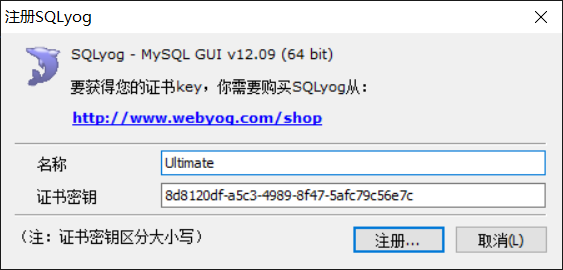 注册SQLyog
SQLyog - MySQL GUI v12.09 (64 bit)
要获得您的证书key，你需要购买SQLyog从：
http://www.webyog.com/shop
名称
Ultimate
证书密钥
8d8120df-a5c3-4989-8f47-5afc79c56e7c
（注：证书密钥区分大小写）
注册...
取消(L)